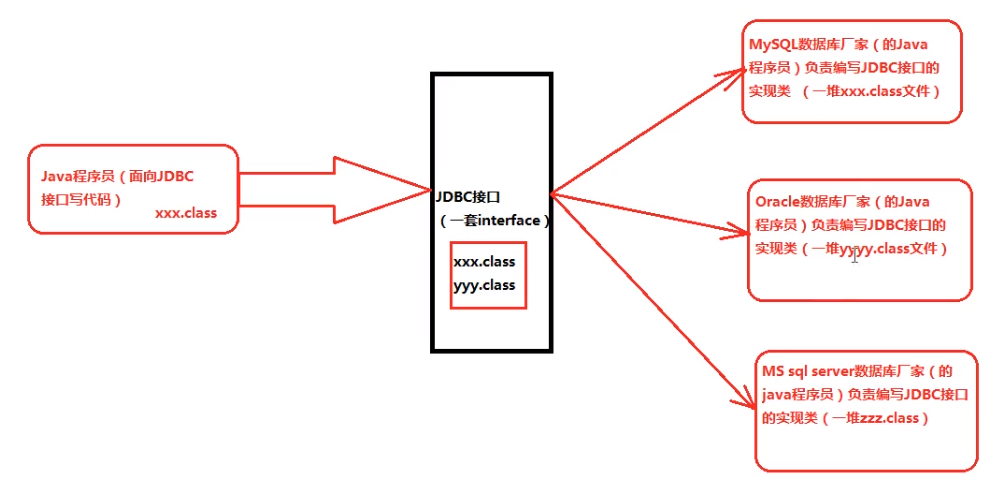 Java程序员（面向JDBC
接口写代码）
xxx.class
JDBC接口
（一套interface）
xxx.class
yyy.class
MySQL数据库厂家（的Java
程序员）负责编写JDBC接口的
实现类 （一堆xxx.class文件）
Oracle数据库厂家（的Java
程序员）负责编写JDBC接口的
实现类（一堆yyyy.class文件）
MS sql server数据库厂家（的
java程序员）负责编写JDBC接口
的实现类（一堆zzz.class）